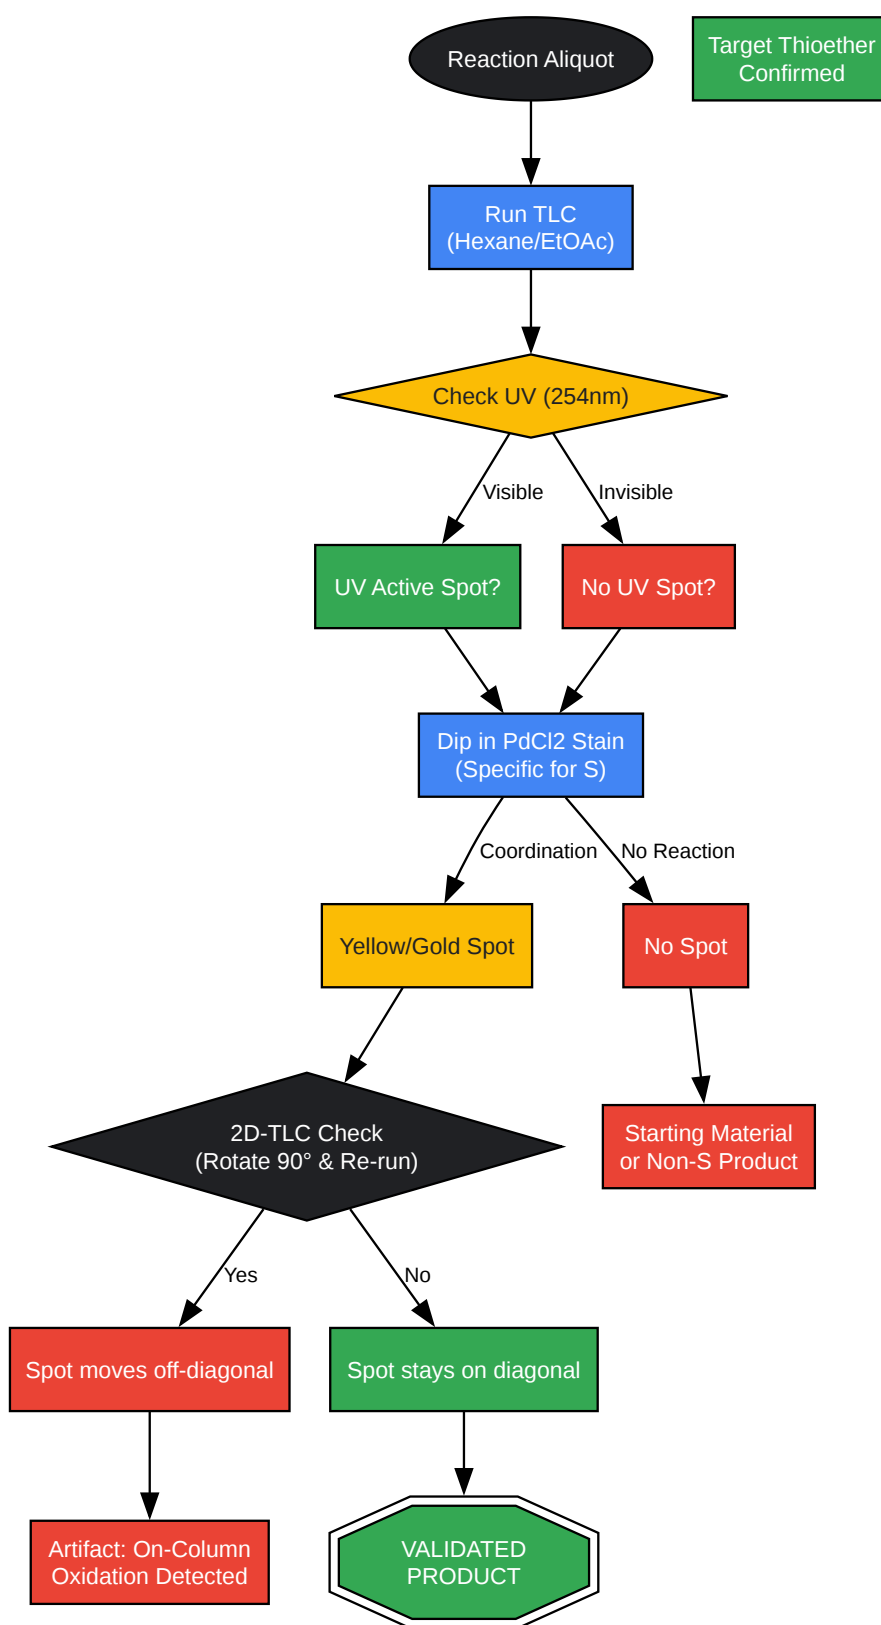 Reaction Aliquot
Target Thioether
Confirmed
Run TLC
(Hexane/EtOAc)
Check UV (254nm)
Visible
Invisible
UV Active Spot?
No UV Spot?
Dip in PdCl2 Stain
(Specific for S)
Coordination
No Reaction
Yellow/Gold Spot
No Spot
2D-TLC Check
(Rotate 90° & Re-run)
Starting Material
or Non-S Product
Yes
No
Spot moves off-diagonal
Spot stays on diagonal
Artifact: On-Column
Oxidation Detected
VALIDATED
PRODUCT